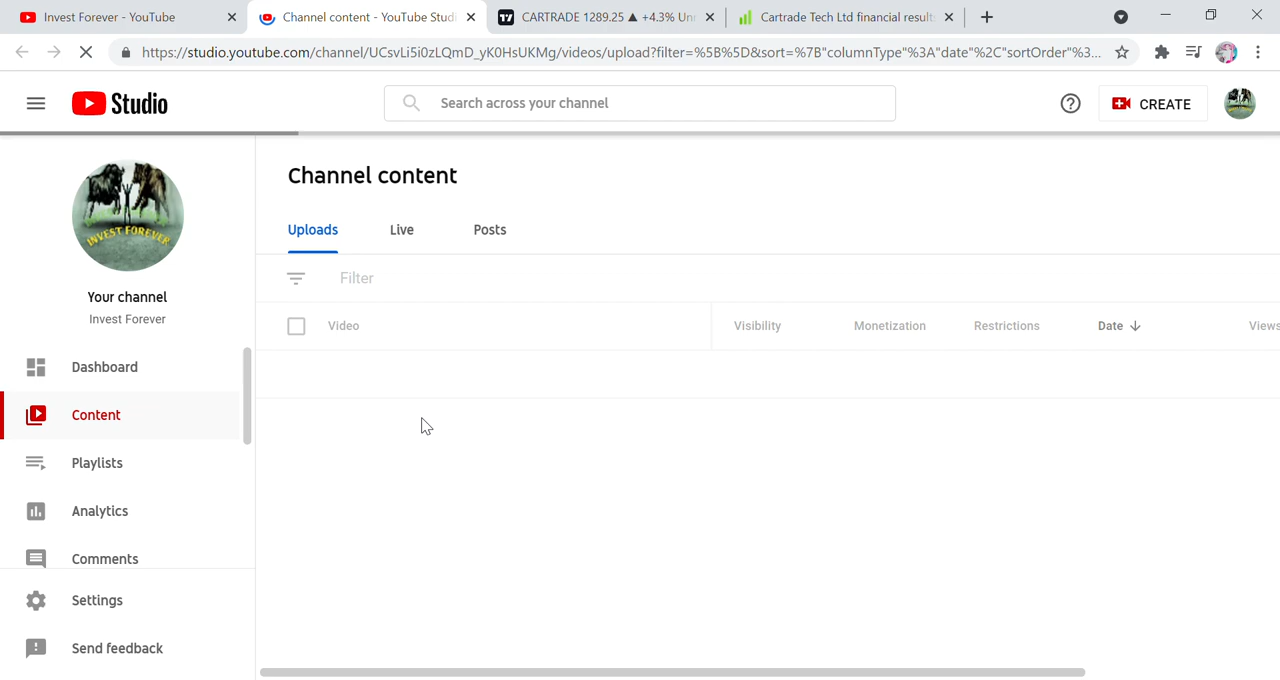 Invest Forever - YouTube
Channel content - YouTube Studi
CARTRADE 1289.25 ▲ +4.3% Un
Cartrade Tech Ltd financial results
https://studio.youtube.com/channel/UCsvLi5i0zLQmD_yK0HsUKMg/videos/upload?filter=%5B%5D&sort=%7B"columnType"%3A"date"%2C"sortOrder"%3...
Studio
Search across your channel
CREATE
INVEST FOREVER
Your channel
Invest Forever
Dashboard
Content
Playlists
Analytics
Comments
Settings
Send feedback
Channel content
Uploads
Live
Posts
Filter
Video
Visibility
Monetization
Restrictions
Date
Views